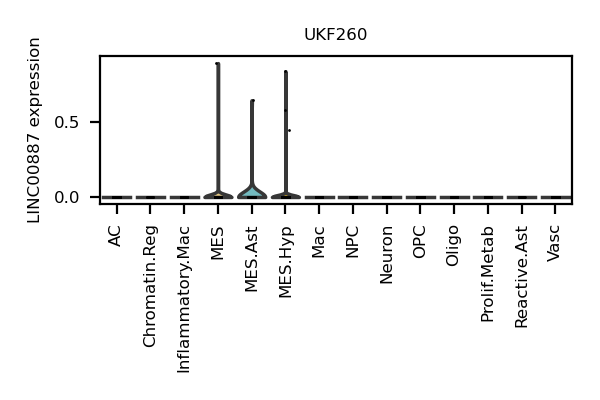 UKF260
LINC00887 expression
0.5
0.0
AC
Chromatin.Reg
Inflammatory.Mac
MES
MES.Ast
MES.Hyp
Mac
NPC
Neuron
OPC
Oligo
Prolif.Metab
Reactive.Ast
Vasc